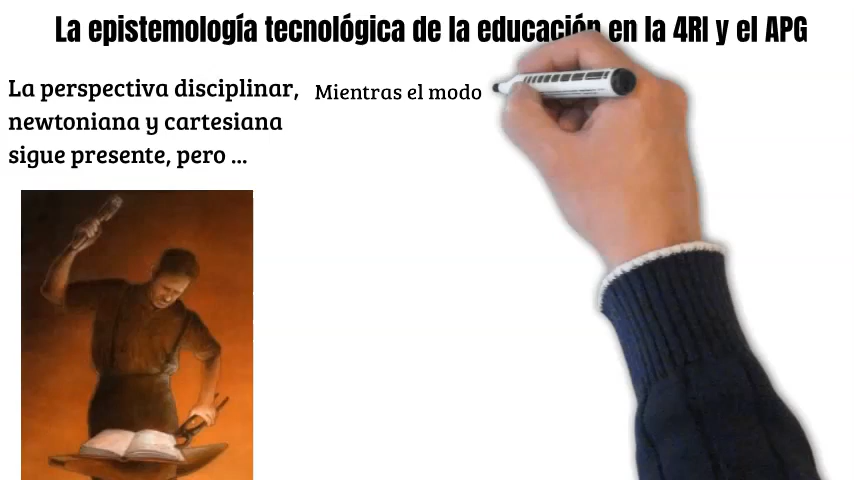 La epistemología tecnológica de la educación en la 4RI y el APG
La perspectiva disciplinar,
newtoniana y cartesiana
sigue presente, pero ...
Mientras el modo